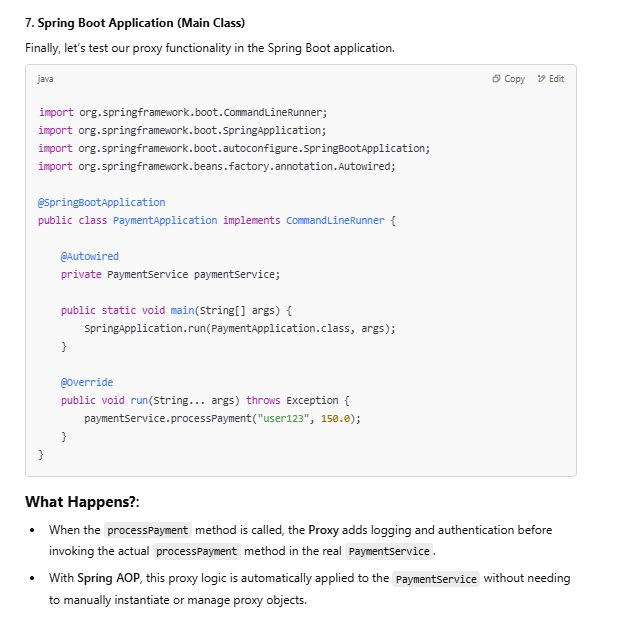 7. Spring Boot Application (Main Class)
Finally, let's test our proxy functionality in the Spring Boot application.
java
Copy
Edit
import org.springframework.boot.CommandLineRunner;
import org.springframework.boot.SpringApplication;
import org.springframework.boot.autoconfigure.SpringBootApplication;
import org.springframework.beans.factory.annotation.Autowired;

@SpringBootApplication
public class PaymentApplication implements CommandLineRunner {

    @Autowired
    private PaymentService paymentService;

    public static void main(String[] args) {
        SpringApplication.run(PaymentApplication.class, args);
    }

    @Override
    public void run(String... args) throws Exception {
        paymentService.processPayment("user123", 150.0);
    }
}
What Happens?:
• When the processPayment method is called, the Proxy adds logging and authentication before
invoking the actual processPayment method in the real PaymentService.
• With Spring AOP, this proxy logic is automatically applied to the PaymentService without needing
to manually instantiate or manage proxy objects.